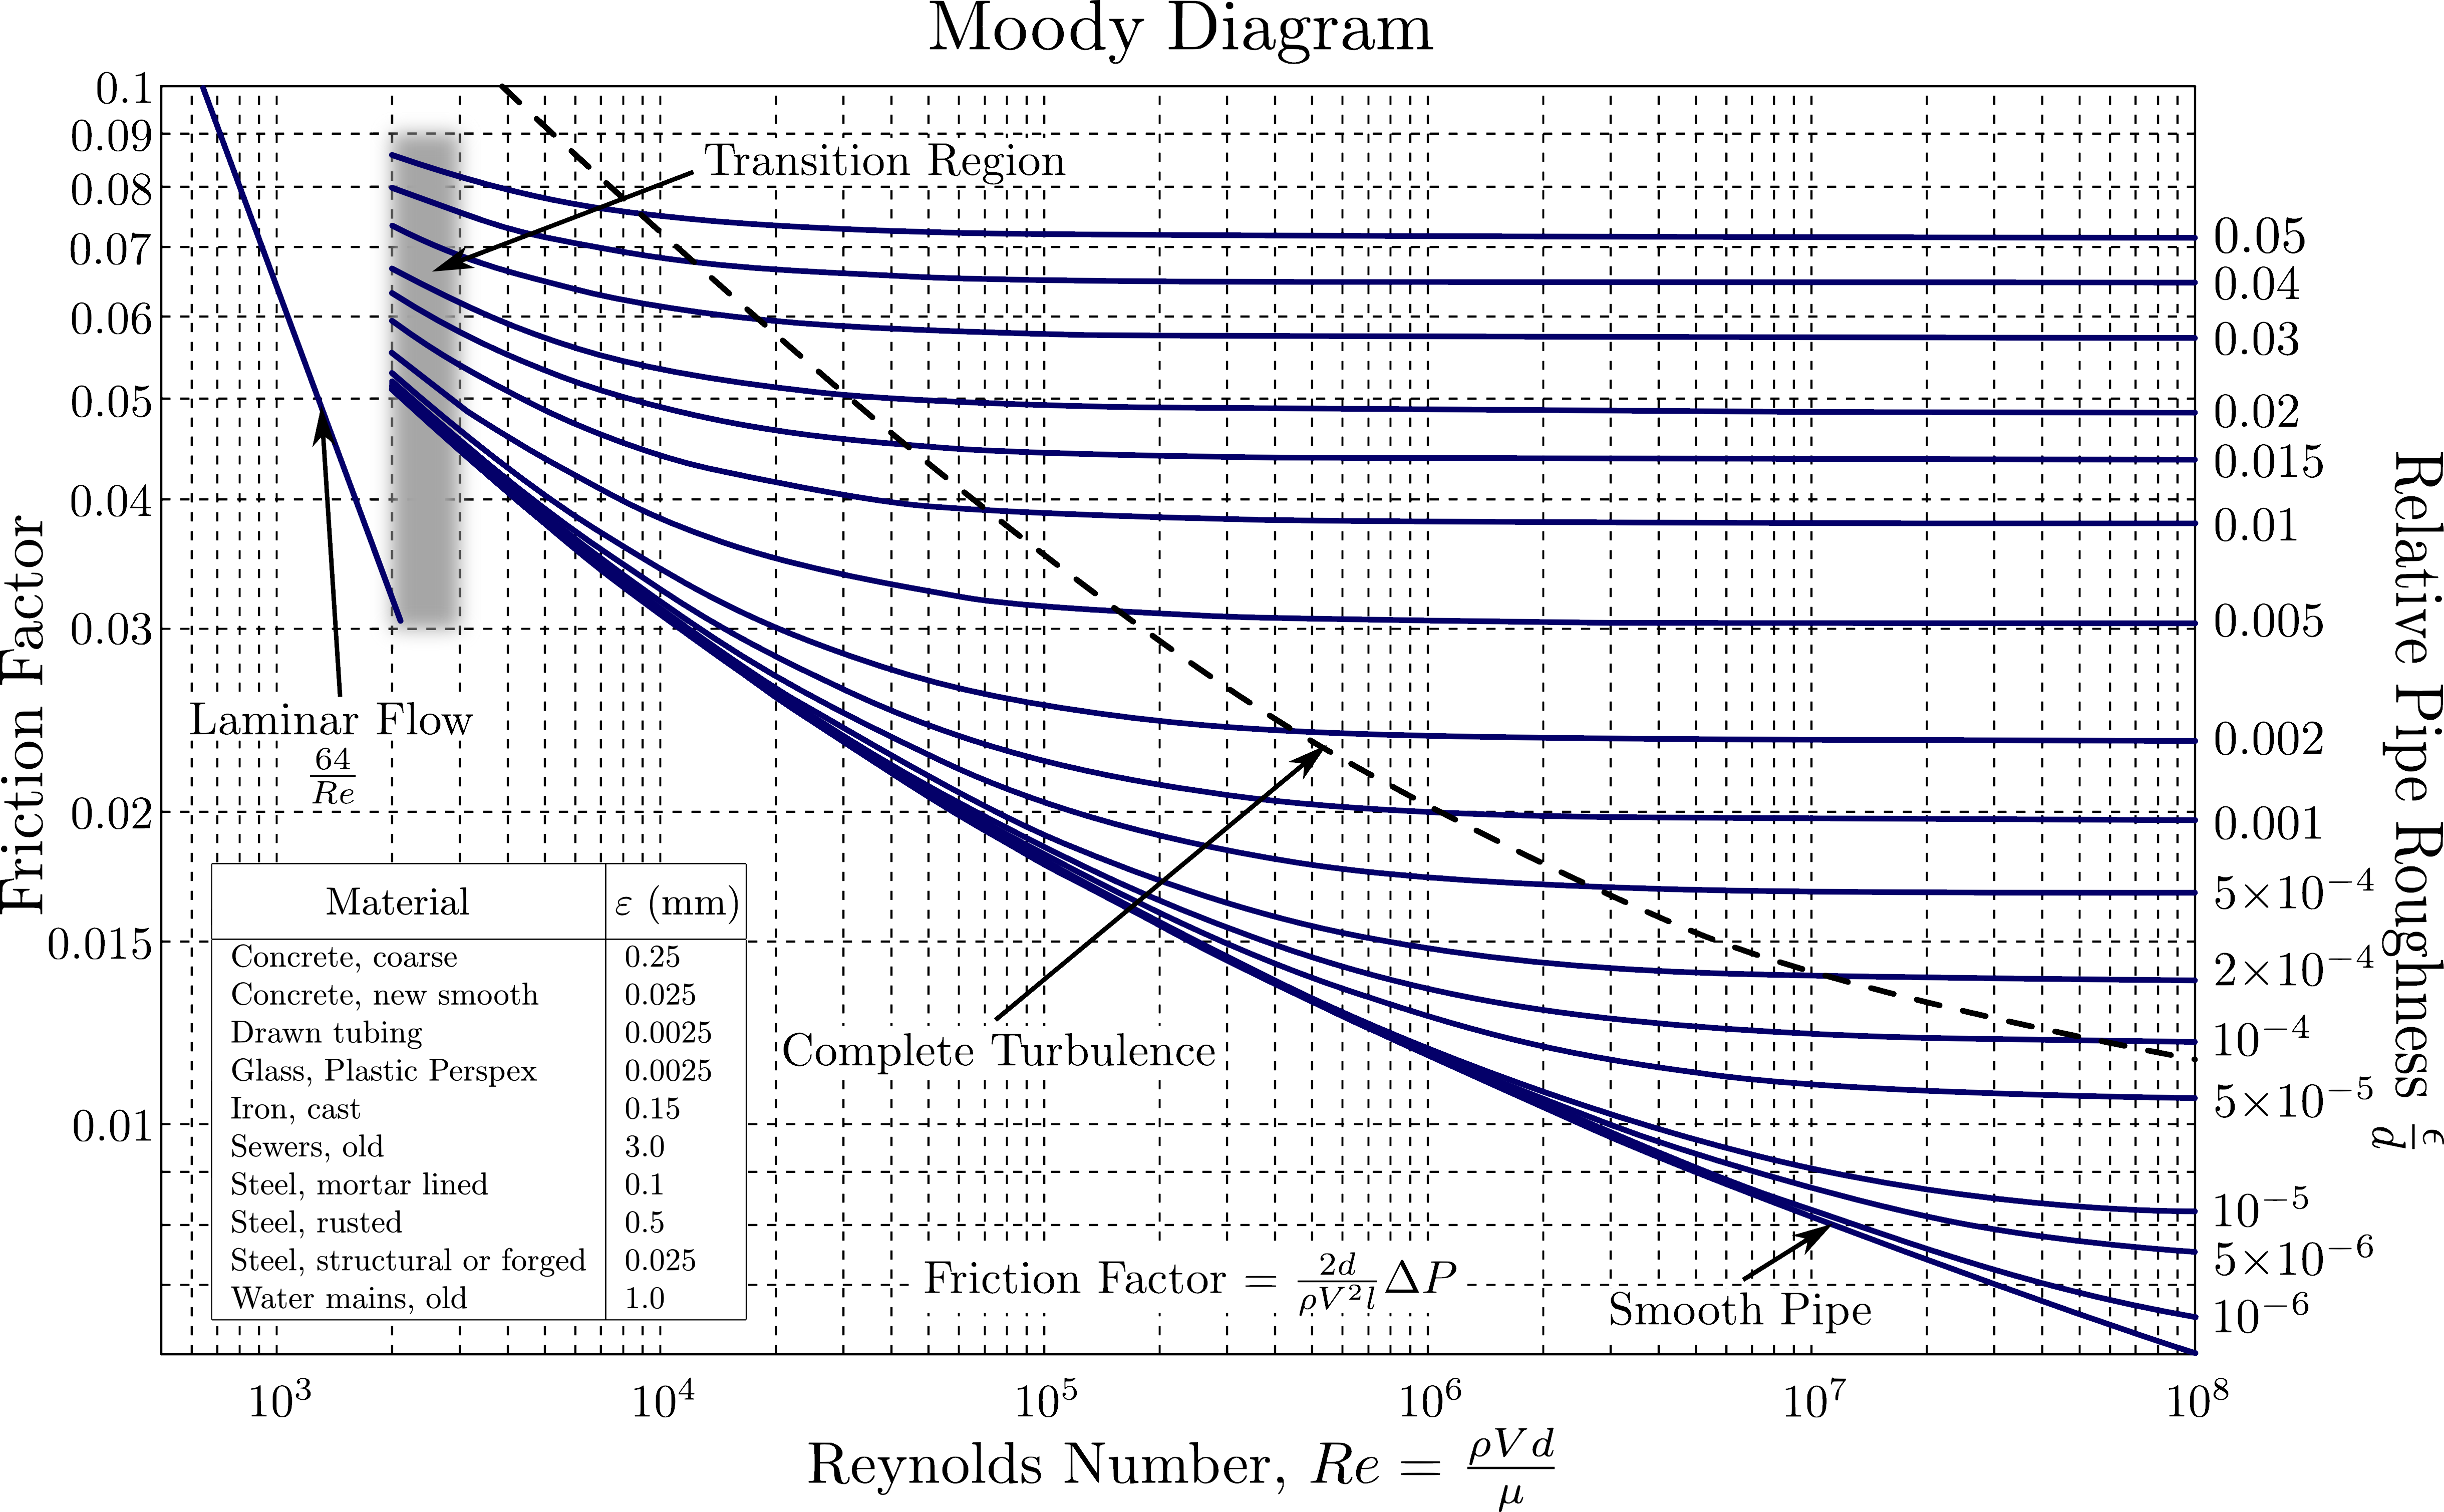 Moody Diagram
0.1
0.09
0.08
0.07
0.06
0.05
0.04
0.03
0.02
0.015
0.01
Friction Factor
Transition Region
Laminar Flow
64/Re
Complete Turbulence
Smooth Pipe
Friction Factor = 2d/ρV²l ΔP
Material ε (mm)
Concrete, coarse 0.25
Concrete, new smooth 0.025
Drawn tubing 0.0025
Glass, Plastic Perspex 0.0025
Iron, cast 0.15
Sewers, old 3.0
Steel, mortar lined 0.1
Steel, rusted 0.5
Steel, structural or forged 0.025
Water mains, old 1.0
0.05
0.04
0.03
0.02
0.015
0.01
0.005
0.002
0.001
5×10⁻⁴
2×10⁻⁴
10⁻⁴
5×10⁻⁵
10⁻⁵
5×10⁻⁶
10⁻⁶
Relative Pipe Roughness ϵ/d
10³ 10⁴ 10⁵ 10⁶ 10⁷ 10⁸
Reynolds Number, Re = ρVd/μ